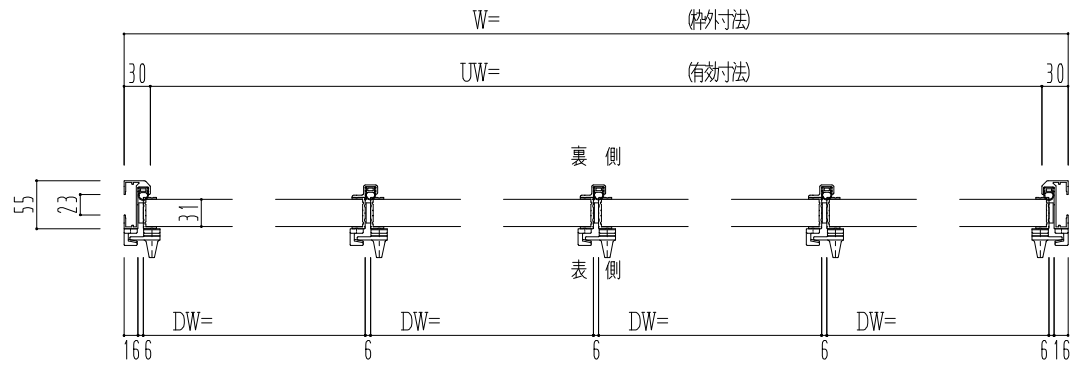 W= (枠外寸法)
30 UW= (有効寸法) 30
裏 側
55 23 31
表 側
DW= DW= DW= DW=
16 6 6 6 6 6 16